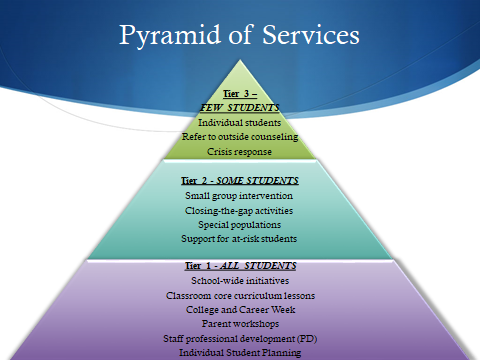 Pyramid of Services
Tier 3 –
FEW STUDENTS
Individual students
Refer to outside counseling
Crisis response
Tier 2 - SOME STUDENTS
Small group intervention
Closing-the-gap activities
Special populations
Support for at-risk students
Tier 1 - ALL STUDENTS
School-wide initiatives
Classroom core curriculum lessons
College and Career Week
Parent workshops
Staff professional development (PD)
Individual Student Planning